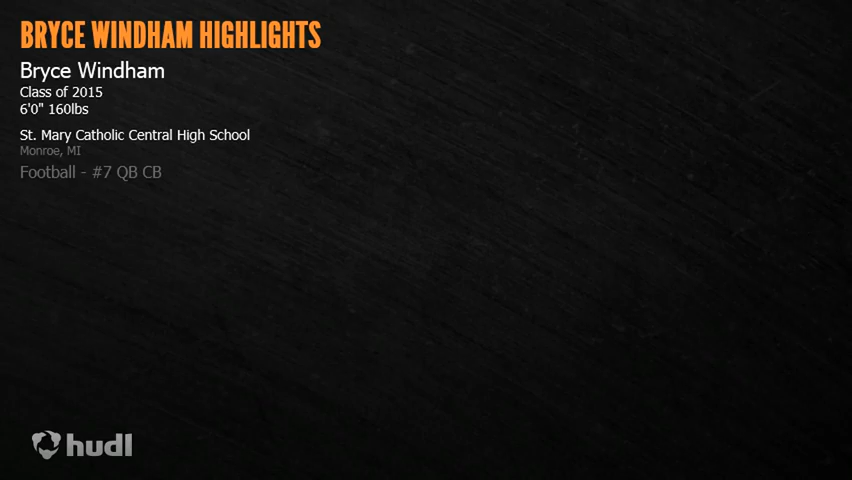 BRYCE WINDHAM HIGHLIGHTS
Bryce Windham
Class of 2015
6'0" 160lbs
St. Mary Catholic Central High School
Monroe, MI
Football - #7 QB CB
hudl